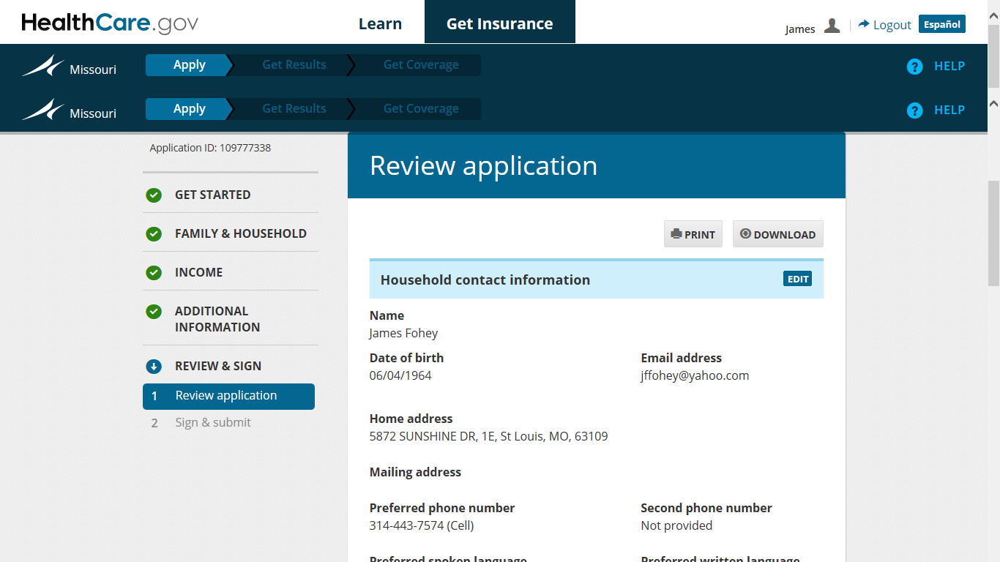 HealthCare.gov
Learn
Get Insurance
James
Logout
Español
Missouri
Apply
Get Results
Get Coverage
? HELP
Missouri
Apply
Get Results
Get Coverage
? HELP
Application ID: 109777338
GET STARTED
FAMILY & HOUSEHOLD
INCOME
ADDITIONAL
INFORMATION
REVIEW & SIGN
1 Review application
2 Sign & submit
Review application
PRINT
DOWNLOAD
Household contact information
EDIT
Name
James Fohey
Date of birth
06/04/1964
Email address
jffohey@yahoo.com
Home address
5872 SUNSHINE DR, 1E, St Louis, MO, 63109
Mailing address
Preferred phone number
314-443-7574 (Cell)
Second phone number
Not provided
Preferred spoken language
Preferred written language